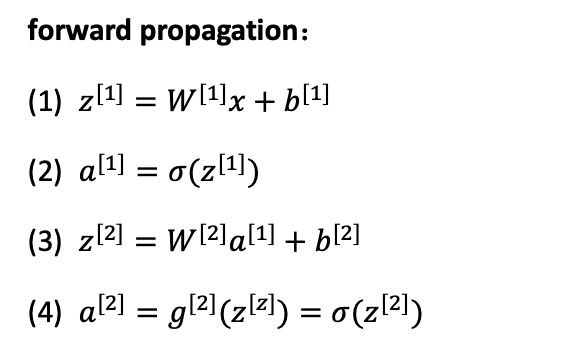 forward propagation:
(1) z^[1] = W^[1]x + b^[1]
(2) a^[1] = σ(z^[1])
(3) z^[2] = W^[2]a^[1] + b^[2]
(4) a^[2] = g^[2](z^[z]) = σ(z^[2])